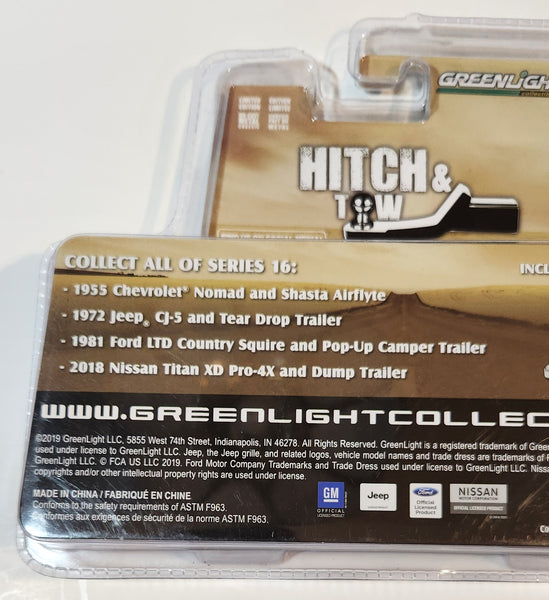 GREENLIGHT
LIMITED EDITION
HITCH &
TOW
COLLECT ALL OF SERIES 16:
INCL
- 1955 Chevrolet® Nomad and Shasta Airflyte
- 1972 Jeep® CJ-5 and Tear Drop Trailer
- 1981 Ford LTD Country Squire and Pop-Up Camper Trailer
- 2018 Nissan Titan XD Pro-4X and Dump Trailer
WWW.GREENLIGHTCOLLEC
©2019 GreenLight LLC, 5855 West 74th Street, Indianapolis, IN 46278. All Rights Reserved. GreenLight is a registered trademark of Gree
used under license to GreenLight LLC. Jeep, the Jeep grille, and related logos, vehicle model names and trade dress are trademarks of F
GreenLight LLC. © FCA US LLC 2019. Ford Motor Company Trademarks and Trade Dress used under license to GreenLight LLC. Nissa
copyrights and/or other intellectual property rights are used under license.
MADE IN CHINA / FABRIQUÉ EN CHINE
Conforms to the safety requirements of ASTM F963.
Conformes aux exigences de sécurité de la norme ASTM F963.
GM
OFFICIAL
LICENSED PRODUCT
Jeep
Ford
Official
Licensed
Product
NISSAN
MOTOR CORPORATION
OFFICIAL LICENSED PRODUCT
Co